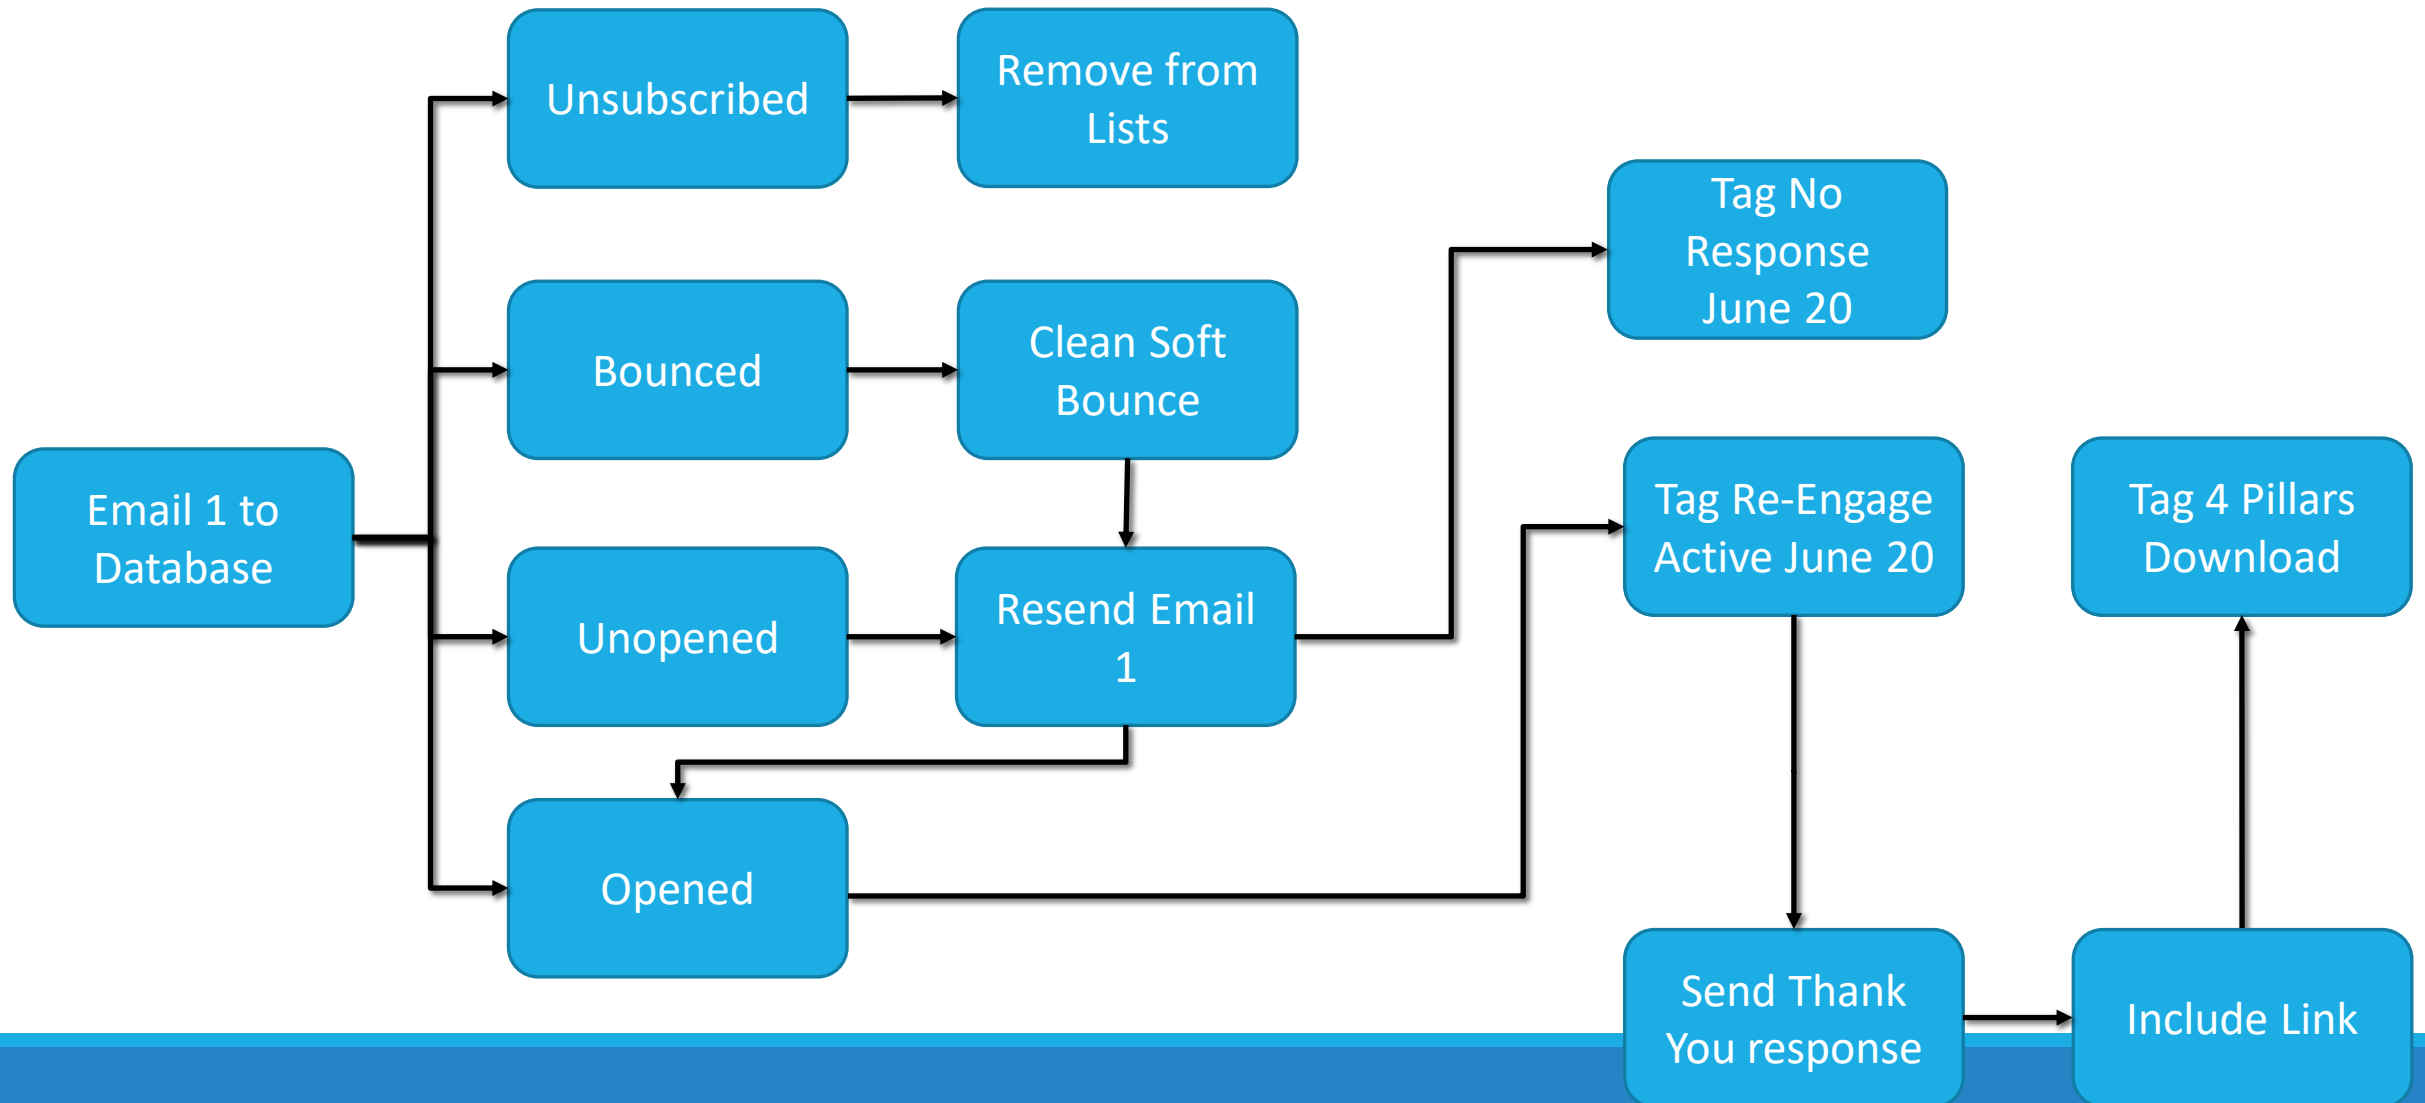 Unsubscribed
Remove from
Lists
Tag No
Response
June 20
Bounced
Clean Soft
Bounce
Email 1 to
Database
Tag Re-Engage
Active June 20
Tag 4 Pillars
Download
Unopened
Resend Email
1
Opened
Send Thank
You response
Include Link